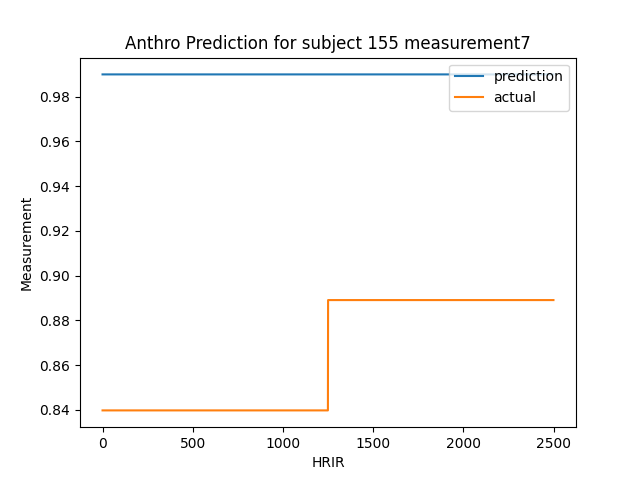 Anthro Prediction for subject 155 measurement7
prediction
actual
Measurement
0.98
0.96
0.94
0.92
0.90
0.88
0.86
0.84
0 500 1000 1500 2000 2500
HRIR